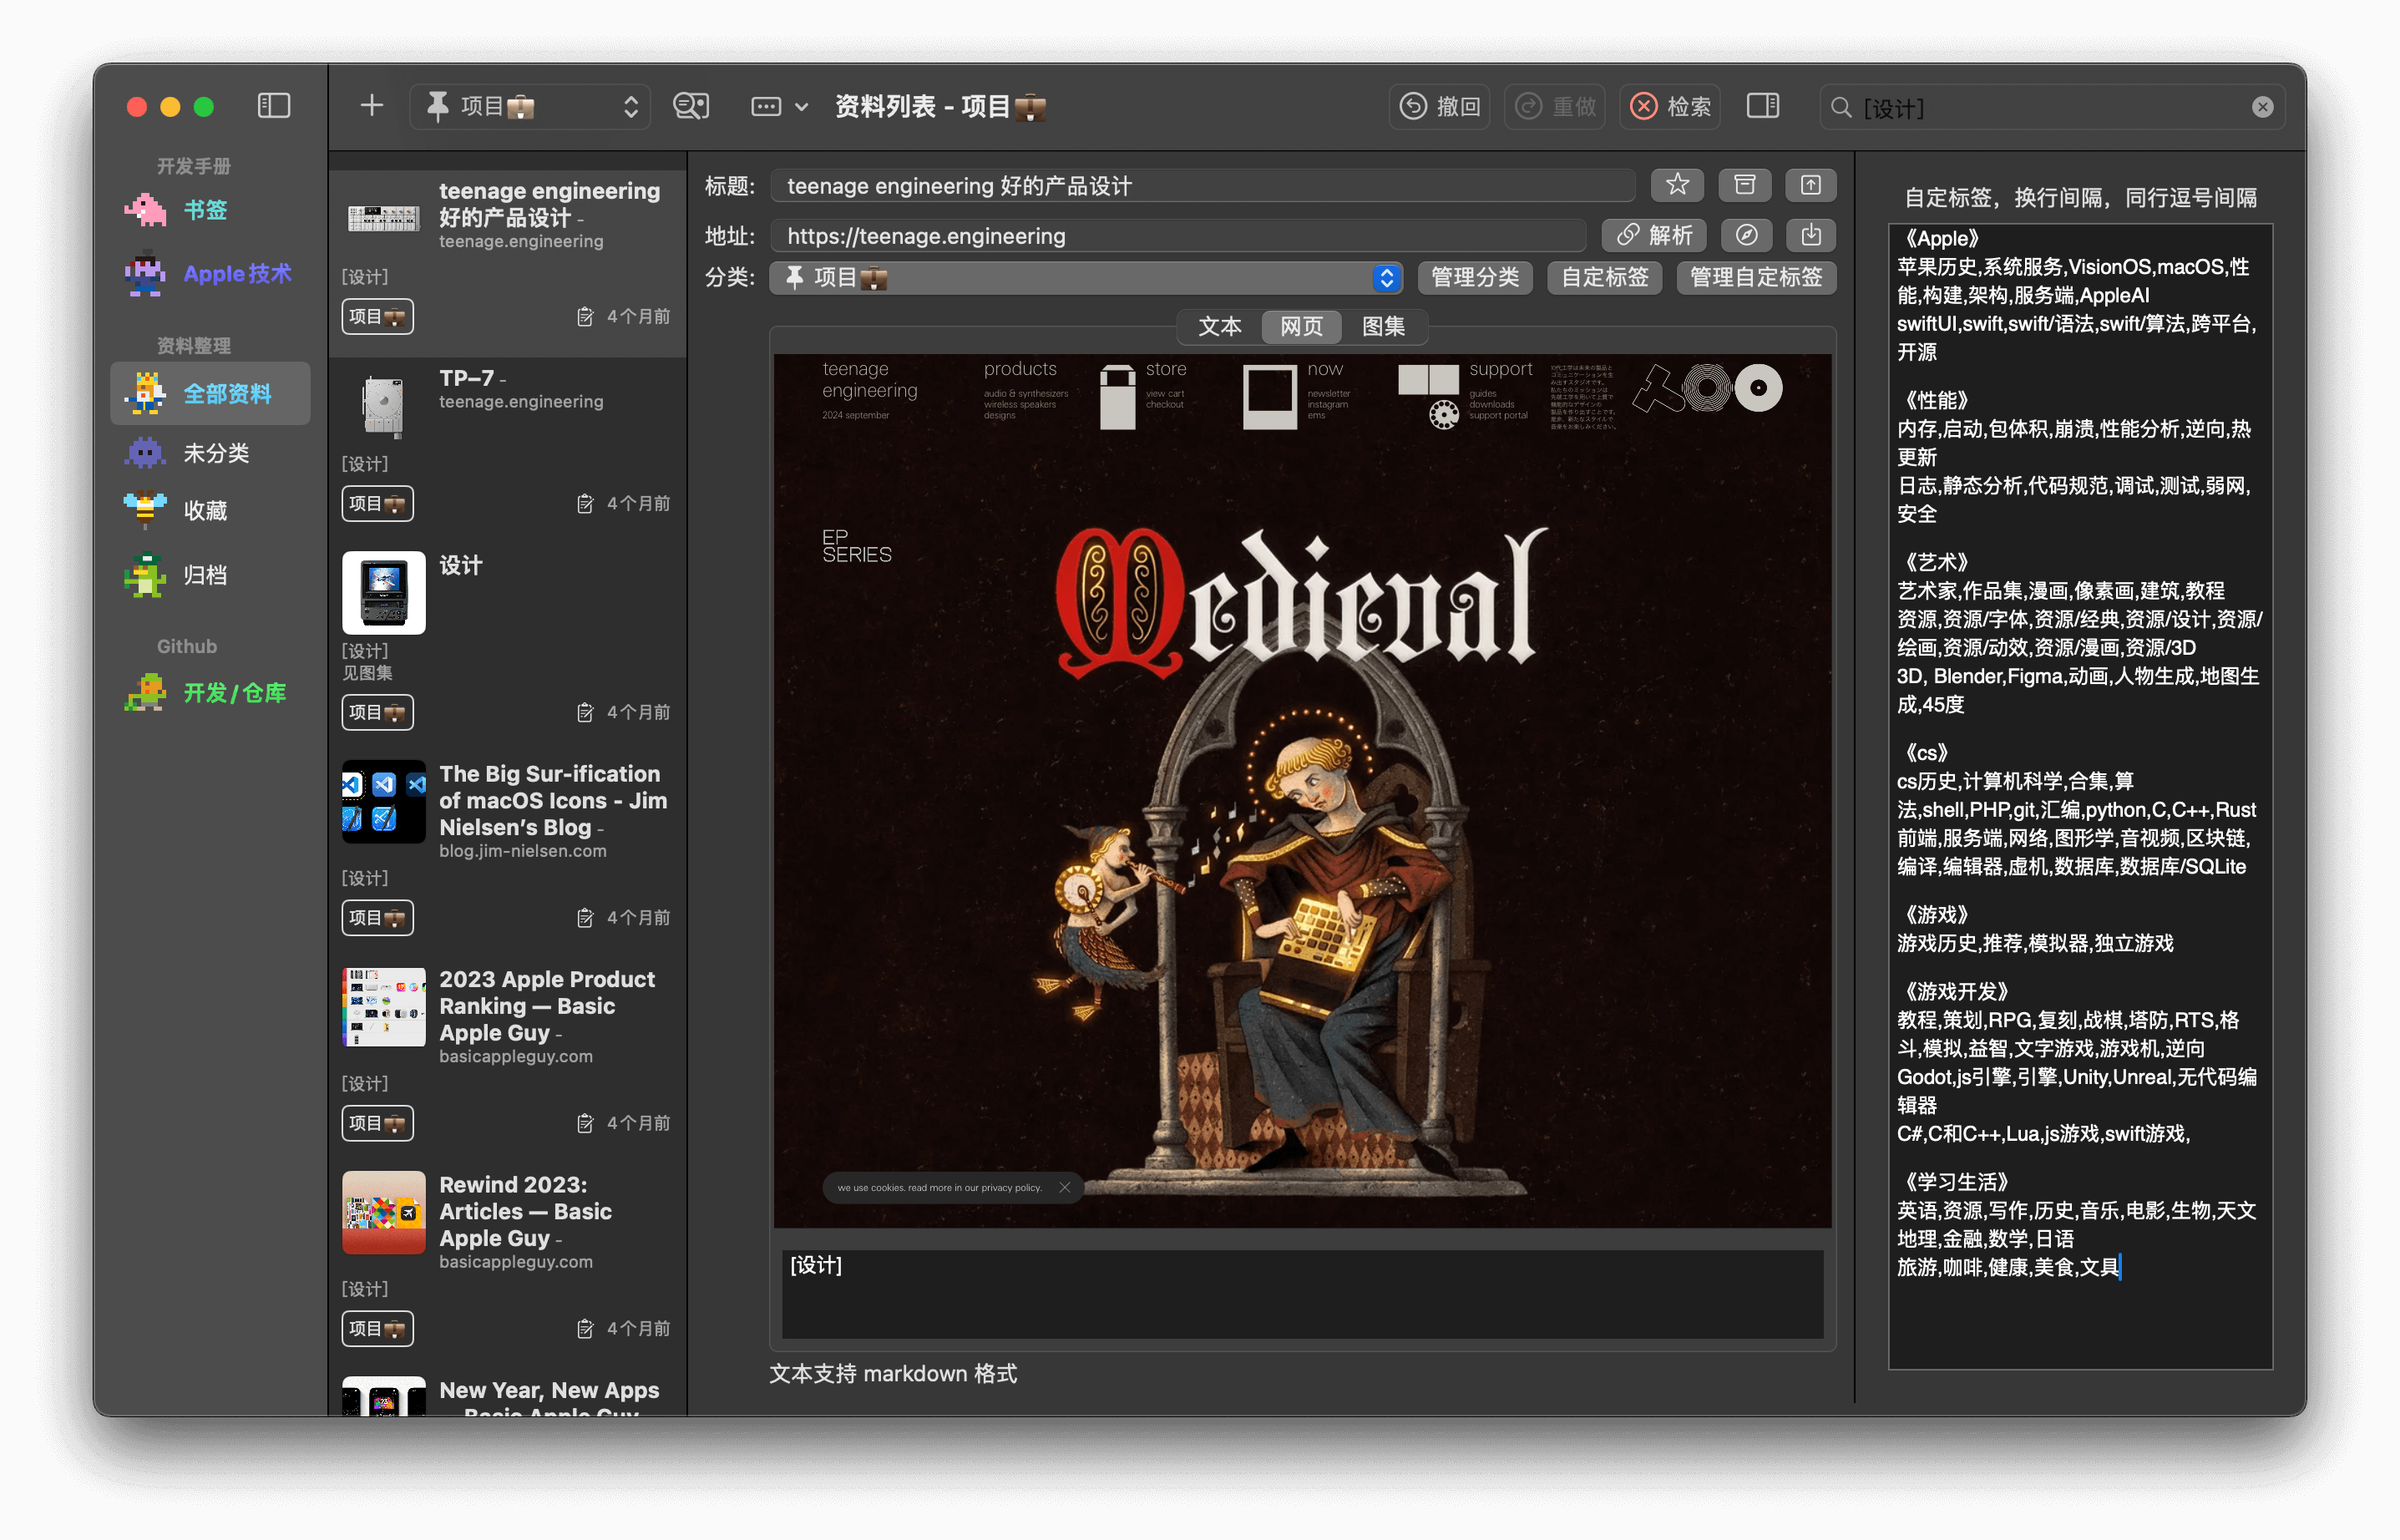 项目
资料列表 - 项目
撤回
重做
检索
[设计]
开发手册
书签
Apple技术
资料整理
全部资料
未分类
收藏
归档
Github
开发/仓库
teenage engineering
好的产品设计 -
teenage.engineering
[设计]
项目
4个月前
TP–7 -
teenage.engineering
[设计]
项目
4个月前
设计
[设计]
见图集
项目
4个月前
The Big Sur-ification
of macOS Icons - Jim
Nielsen’s Blog -
blog.jim-nielsen.com
[设计]
项目
4个月前
2023 Apple Product
Ranking — Basic
Apple Guy -
basicappleguy.com
[设计]
项目
4个月前
Rewind 2023:
Articles — Basic
Apple Guy -
basicappleguy.com
[设计]
项目
4个月前
New Year, New Apps
— Basic Apple Guy
标题:
teenage engineering 好的产品设计
地址:
https://teenage.engineering
解析
分类:
项目
管理分类
自定标签
管理自定标签
文本
网页
图集
teenage
engineering
2024 september
products
audio & synthesizers
wireless speakers
designs
store
view cart
checkout
now
newsletter
instagram
ems
support
guides
downloads
support portal
EP
SERIES
Medieval
we use cookies. read more in our privacy policy.
[设计]
文本支持 markdown 格式
自定标签，换行间隔，同行逗号间隔
《Apple》
苹果历史,系统服务,VisionOS,macOS,性
能,构建,架构,服务端,AppleAI
swiftUI,swift,swift/语法,swift/算法,跨平台,
开源
《性能》
内存,启动,包体积,崩溃,性能分析,逆向,热
更新
日志,静态分析,代码规范,调试,测试,弱网,
安全
《艺术》
艺术家,作品集,漫画,像素画,建筑,教程
资源,资源/字体,资源/经典,资源/设计,资源/
绘画,资源/动效,资源/漫画,资源/3D
3D, Blender,Figma,动画,人物生成,地图生
成,45度
《cs》
cs历史,计算机科学,合集,算
法,shell,PHP,git,汇编,python,C,C++,Rust
前端,服务端,网络,图形学,音视频,区块链,
编译,编辑器,虚机,数据库,数据库/SQLite
《游戏》
游戏历史,推荐,模拟器,独立游戏
《游戏开发》
教程,策划,RPG,复刻,战棋,塔防,RTS,格
斗,模拟,益智,文字游戏,游戏机,逆向
Godot,js引擎,引擎,Unity,Unreal,无代码编
辑器
C#,C和C++,Lua,js游戏,swift游戏,
《学习生活》
英语,资源,写作,历史,音乐,电影,生物,天文
地理,金融,数学,日语
旅游,咖啡,健康,美食,文具